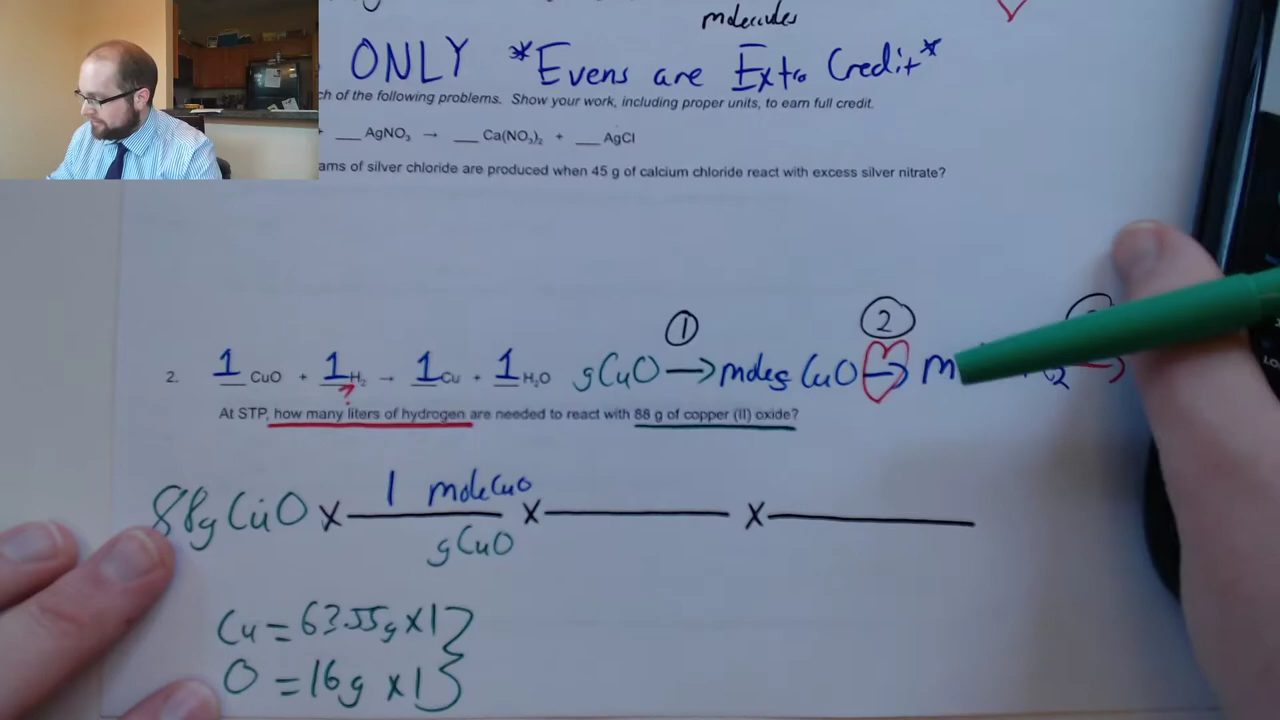 molecules
ONLY *Evens are Extra Credit*
ch of the following problems. Show your work, including proper units, to earn full credit.
+ ___ AgNO₃ → ___ Ca(NO₃)₂ + ___ AgCl
ams of silver chloride are produced when 45 g of calcium chloride react with excess silver nitrate?
① ②
2. 1 CuO + 1 H₂ → 1 Cu + 1 H₂O gCuO → moles CuO → m
?
At STP, how many liters of hydrogen are needed to react with 88 g of copper (II) oxide?
88g CuO x 1 mole CuO x x
gCuO
Cu = 63.55g x 1 }
O = 16g x 1 }